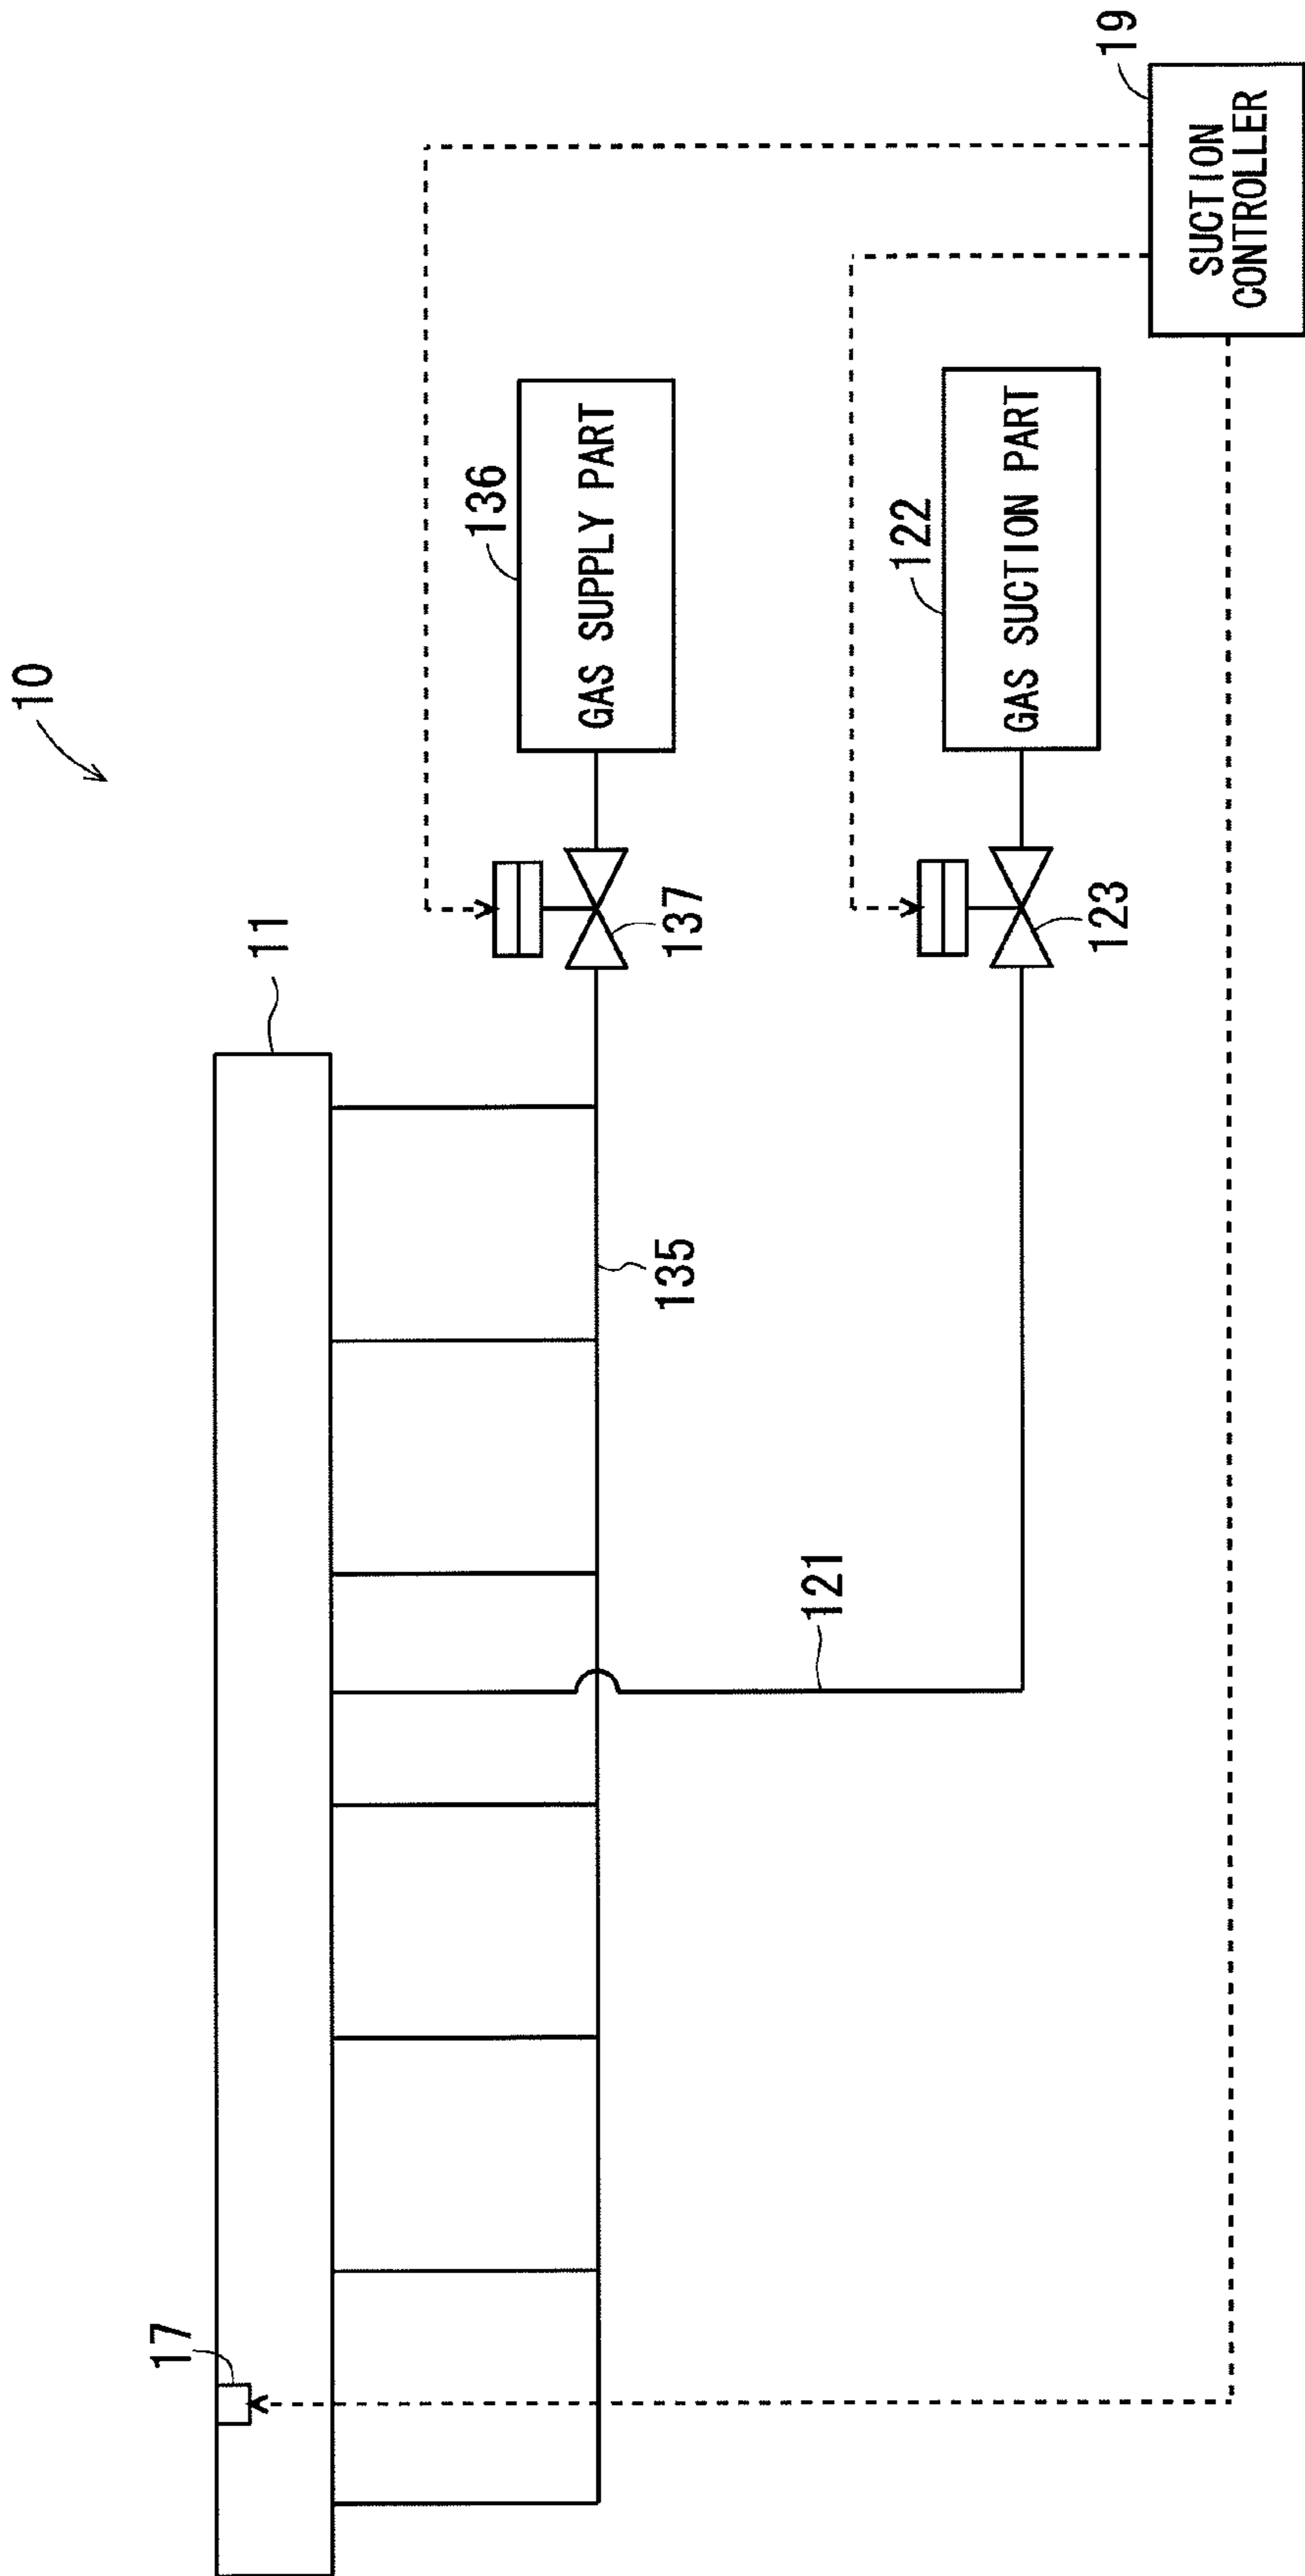 10
11
17
136
GAS SUPPLY PART
137
135
122
GAS SUCTION PART
123
121
19
SUCTION
CONTROLLER